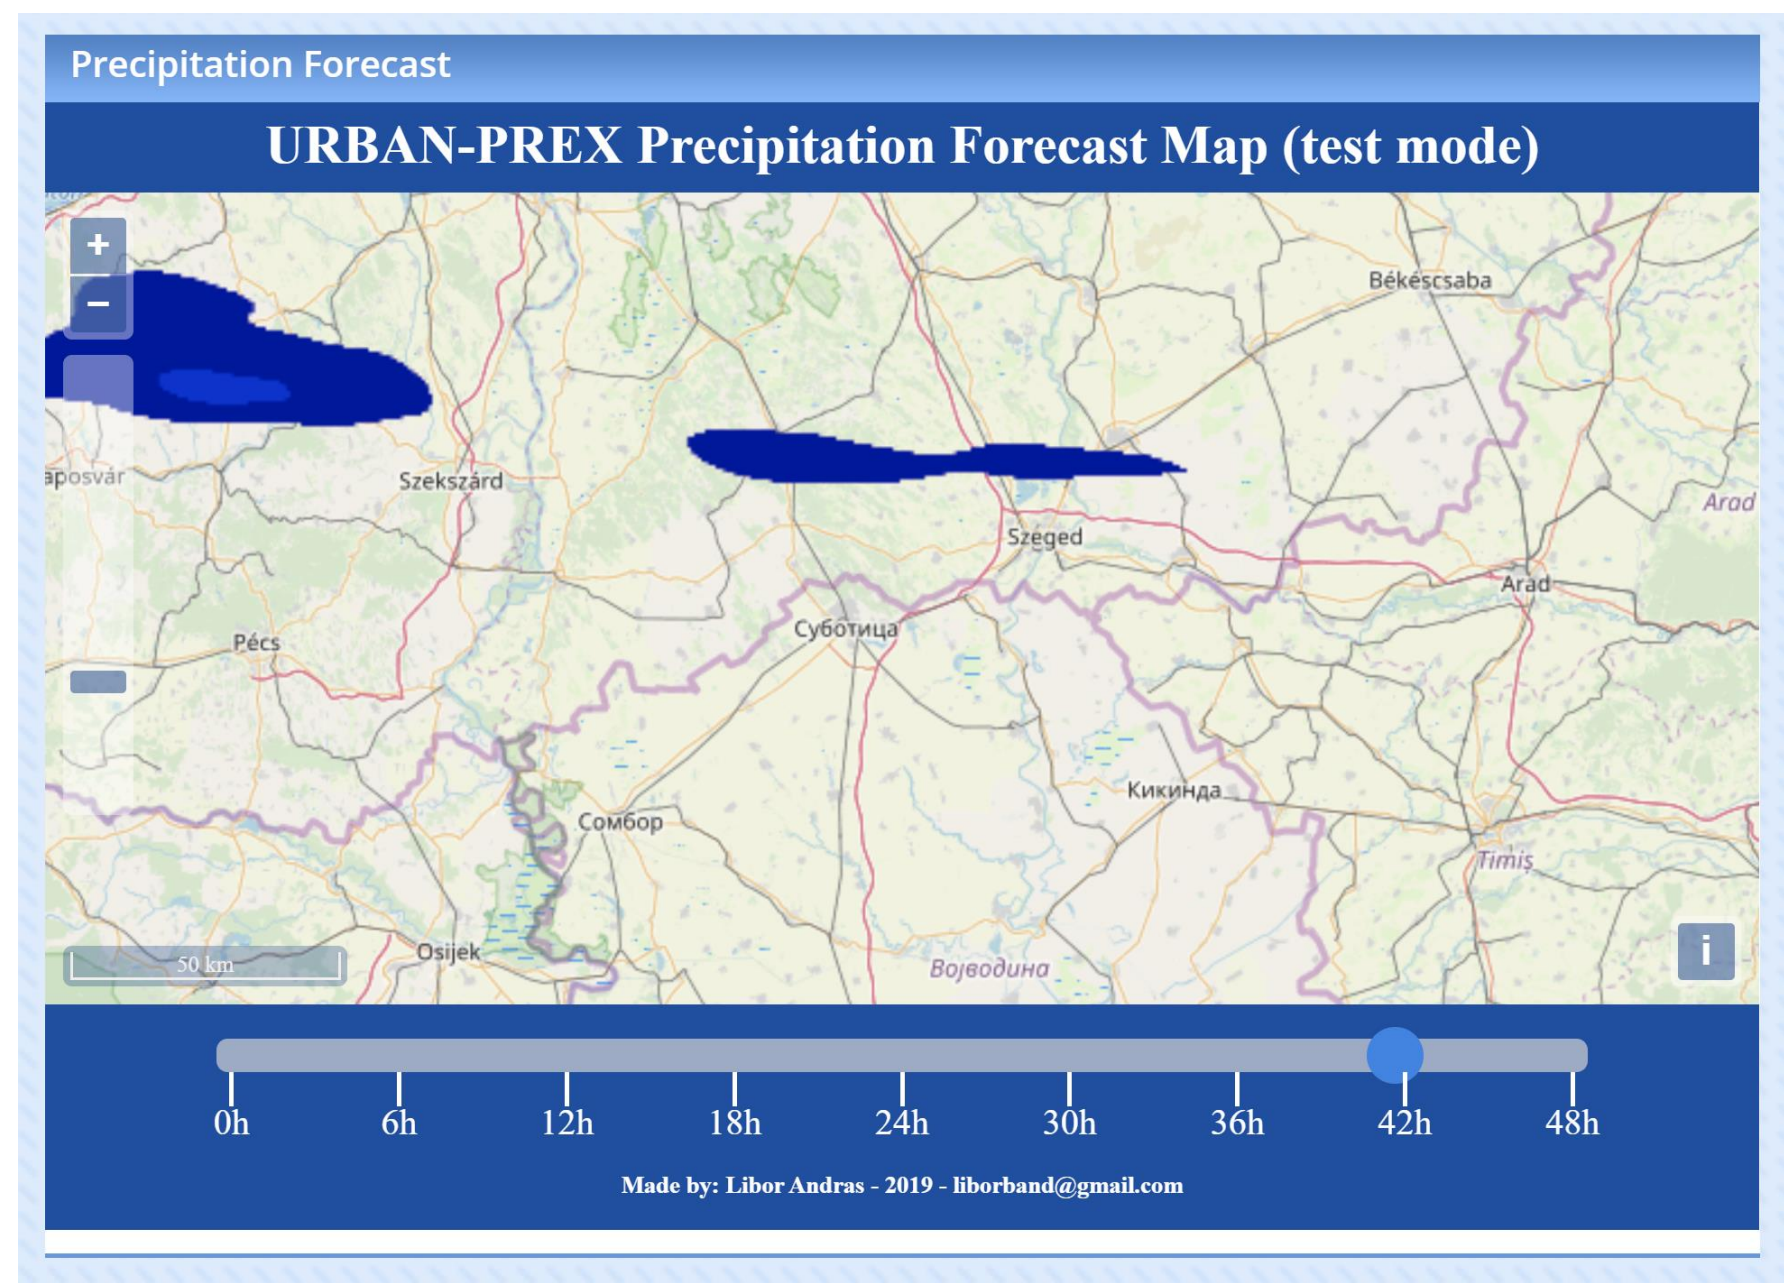 Precipitation Forecast
URBAN-PREX Precipitation Forecast Map (test mode)
+
−
Békéscsaba
aposvár
Szekszárd
Arad
Szeged
Arad
Суботица
Pécs
Кикинда
Сомбор
Timiș
Osijek
Војводина
50 km
i
0h 6h 12h 18h 24h 30h 36h 42h 48h
Made by: Libor Andras - 2019 - liborband@gmail.com